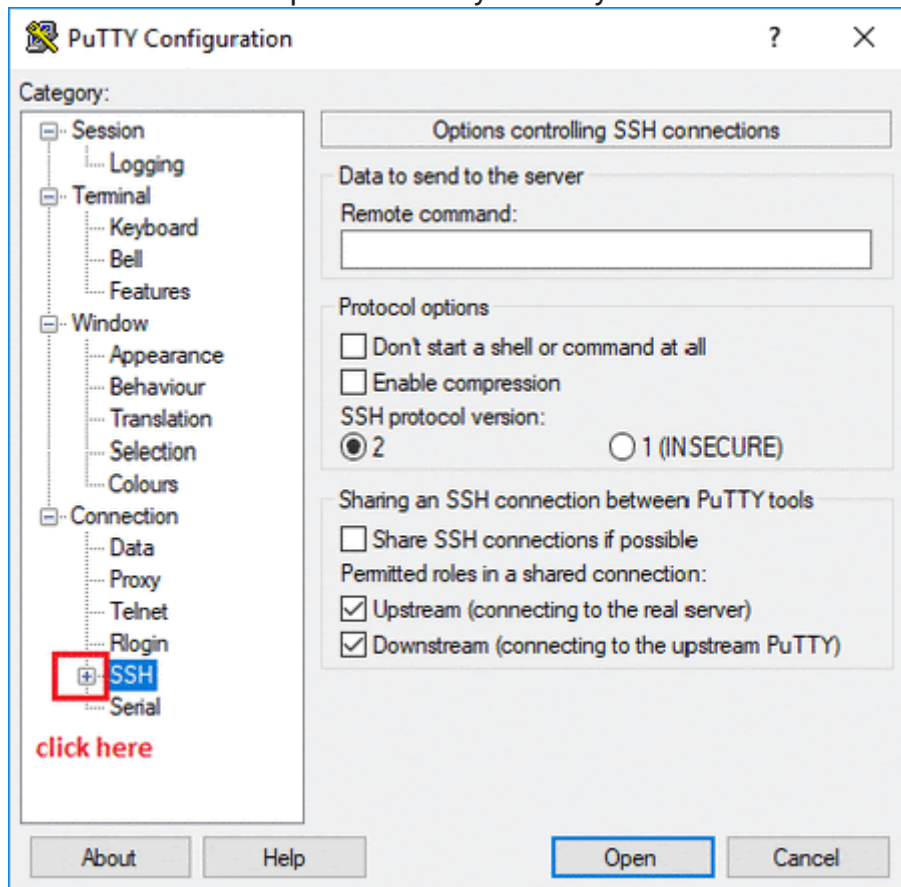 PuTTY Configuration
?
Category:
Session
Logging
Terminal
Keyboard
Bell
Features
Window
Appearance
Behaviour
Translation
Selection
Colours
Connection
Data
Proxy
Telnet
Rlogin
SSH
Serial
click here
Options controlling SSH connections
Data to send to the server
Remote command:
Protocol options
Don't start a shell or command at all
Enable compression
SSH protocol version:
2 1 (INSECURE)
Sharing an SSH connection between PuTTY tools
Share SSH connections if possible
Permitted roles in a shared connection:
Upstream (connecting to the real server)
Downstream (connecting to the upstream PuTTY)
About Help Open Cancel